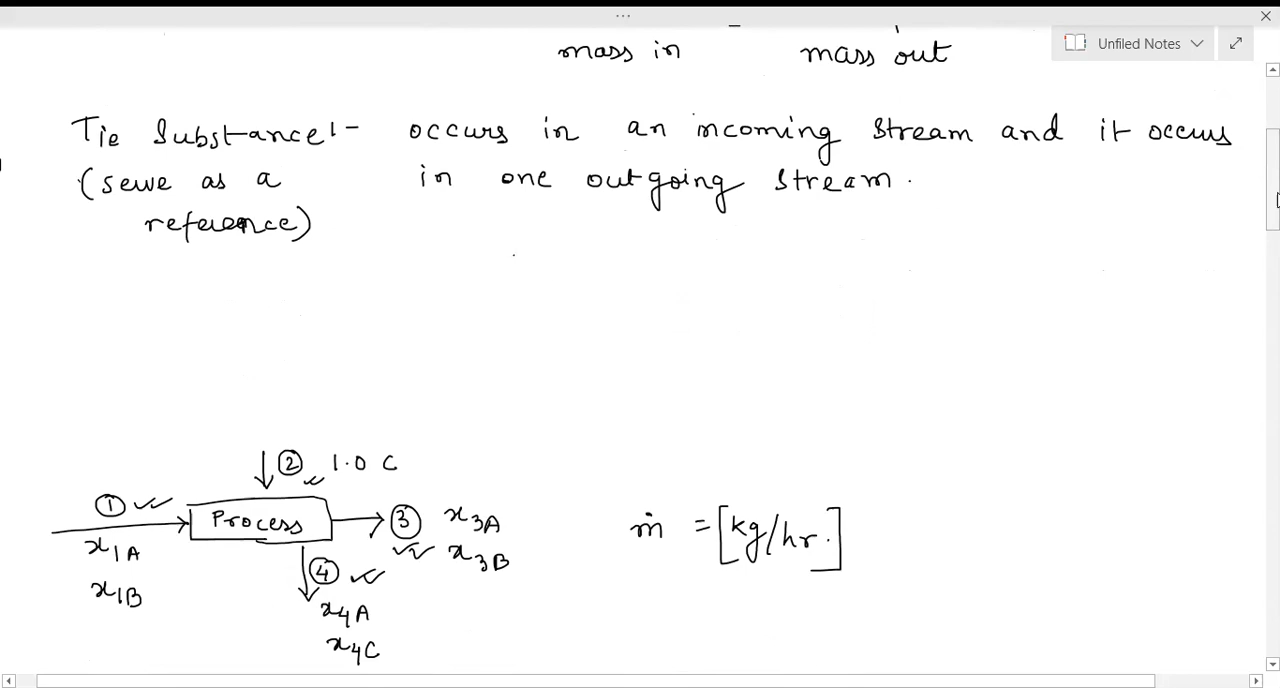 ...
Unfiled Notes
mass in mass out
Tie Substance :- occurs in an incoming stream and it occurs
(serve as a in one outgoing stream.
reference)
② 1.0 C
①
Process
③ x3A
x1A
x3B
ṁ = [kg/hr.]
x1B
④
x4A
x4C